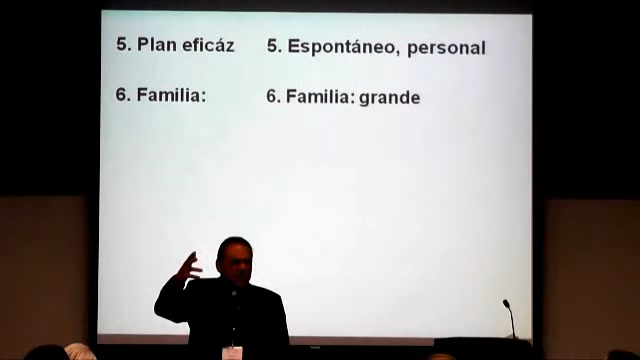 5. Plan eficáz 5. Espontáneo, personal
6. Familia: 6. Familia: grande